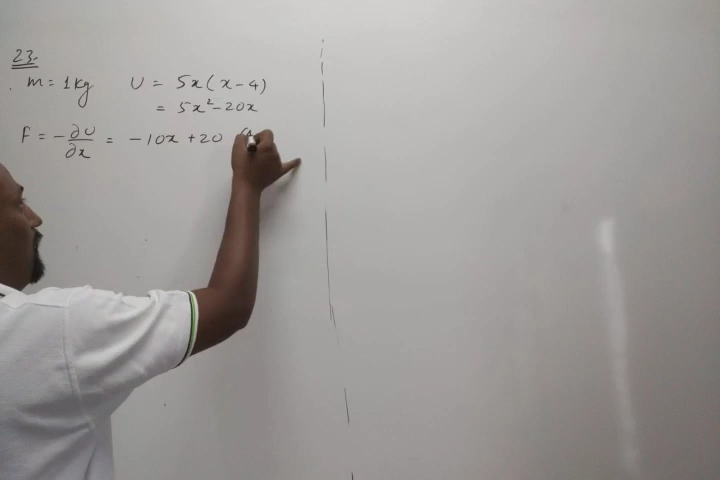 23.
m = 1kg U = 5x(x-4)
= 5x²-20x
F = -∂U/∂x = -10x+20